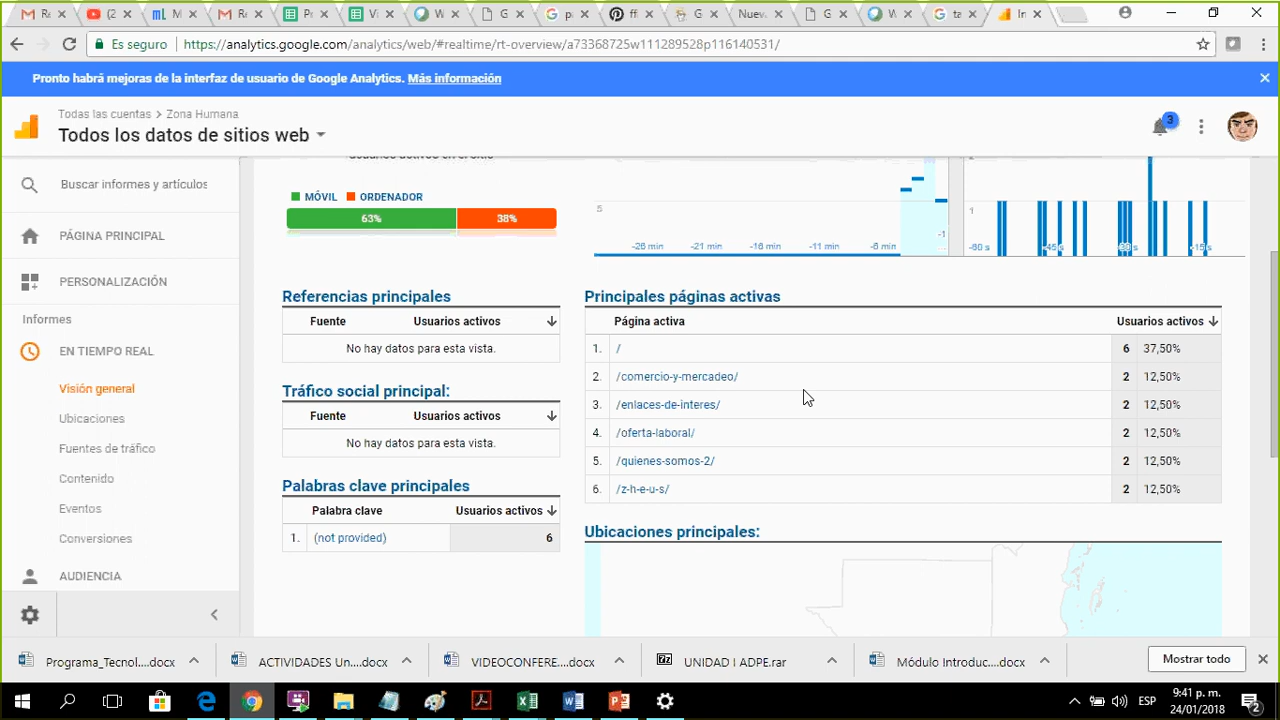 Es seguro
https://analytics.google.com/analytics/web/#realtime/rt-overview/a73368725w111289528p116140531/
Pronto habrá mejoras de la interfaz de usuario de Google Analytics. Más información
Todas las cuentas > Zona Humana
Todos los datos de sitios web
3
Buscar informes y artículos
PÁGINA PRINCIPAL
PERSONALIZACIÓN
Informes
EN TIEMPO REAL
Visión general
Ubicaciones
Fuentes de tráfico
Contenido
Eventos
Conversiones
AUDIENCIA
MÓVIL ORDENADOR
63% 38%
5
-26 min -21 min -16 min -11 min -6 min
-1
1
-60 s -45 s -30 s -15 s
Referencias principales
Fuente Usuarios activos
No hay datos para esta vista.
Tráfico social principal:
Fuente Usuarios activos
No hay datos para esta vista.
Palabras clave principales
Palabra clave Usuarios activos
1. (not provided) 6
Principales páginas activas
Página activa Usuarios activos
1. / 6 37,50%
2. /comercio-y-mercadeo/ 2 12,50%
3. /enlaces-de-interes/ 2 12,50%
4. /oferta-laboral/ 2 12,50%
5. /quienes-somos-2/ 2 12,50%
6. /z-h-e-u-s/ 2 12,50%
Ubicaciones principales:
Programa_Tecnol....docx
ACTIVIDADES Un....docx
VIDEOCONFERE....docx
UNIDAD I ADPE.rar
Módulo Introduc....docx
Mostrar todo
ESP
9:41 p. m.
24/01/2018
2